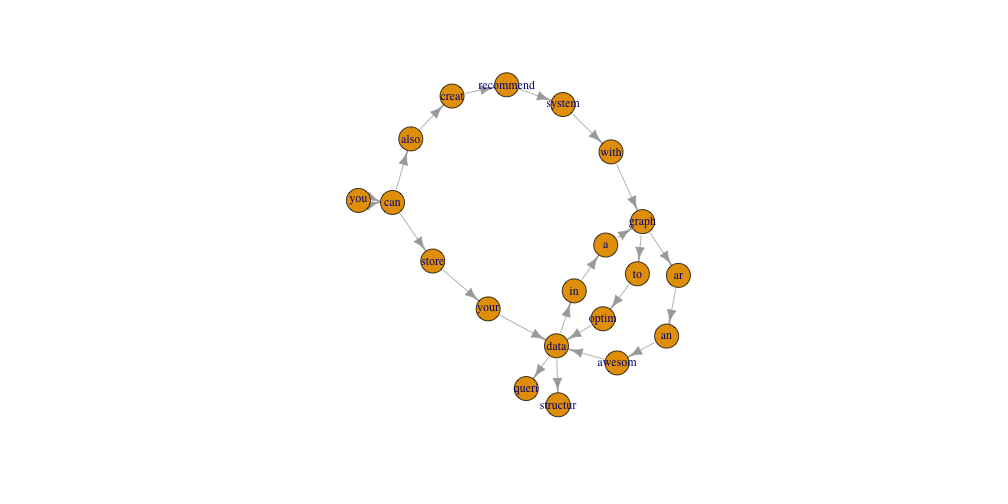 recommend
creat
system
also
with
you
can
graph
a
store
to
ar
in
your
optim
an
data
awesom
queri
structur